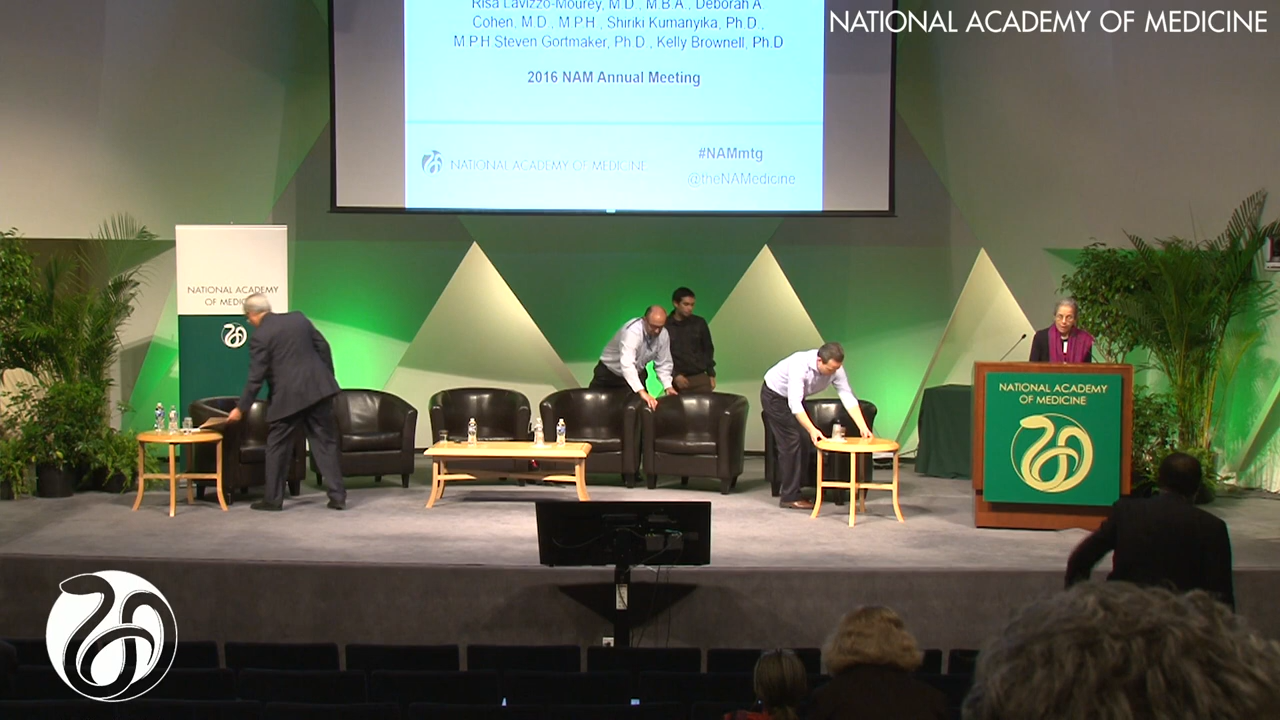 Risa Lavizzo-Mourey, M.D., M.B.A., Deborah A.
Cohen, M.D., M.P.H., Shiriki Kumanyika, Ph.D.,
M.P.H Steven Gortmaker, Ph.D., Kelly Brownell, Ph.D
2016 NAM Annual Meeting
NATIONAL ACADEMY OF MEDICINE
#NAMmtg
@theNAMedicine
NATIONAL ACADEMY OF MEDICINE
NATIONAL ACADEMY
OF MEDIC
NATIONAL ACADEMY
OF MEDICINE